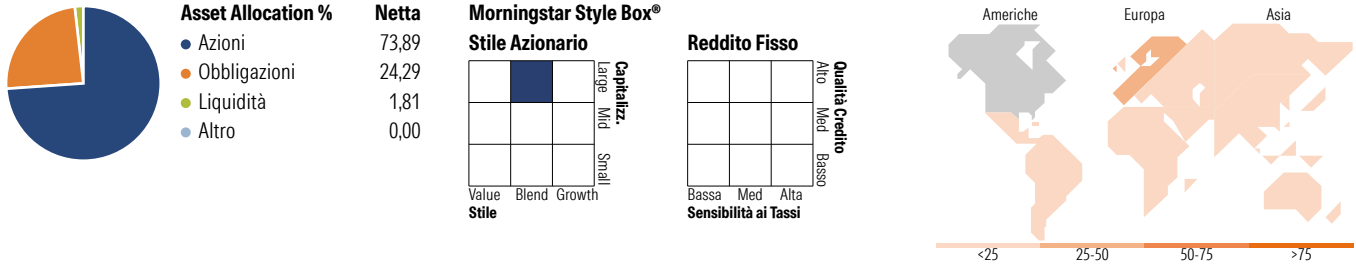 Asset Allocation % Netta
Azioni 73,89
Obbligazioni 24,29
Liquidità 1,81
Altro 0,00
Morningstar Style Box®
Stile Azionario
Large
Mid
Small
Capitalizz.
Value Blend Growth
Stile
Reddito Fisso
Alto
Med
Basso
Qualità Credito
Bassa Med Alta
Sensibilità ai Tassi
Americhe Europa Asia
<25 25-50 50-75 >75